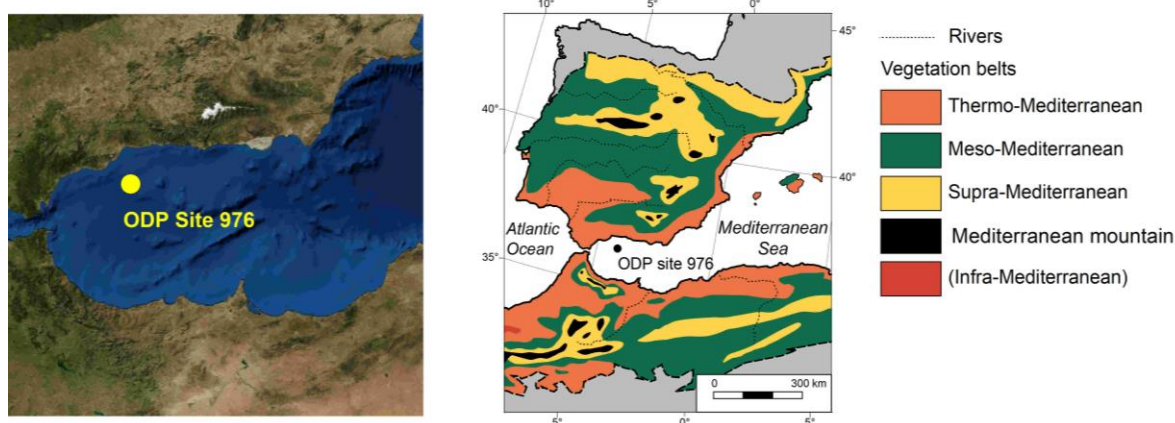 ODP Site 976
10°
5°
0°
45°
40°
40°
35°
Atlantic
Ocean
Mediterranean
Sea
ODP site 976
0
300 km
5°
0°
5°
Rivers
Vegetation belts
Thermo-Mediterranean
Meso-Mediterranean
Supra-Mediterranean
Mediterranean mountain
(Infra-Mediterranean)